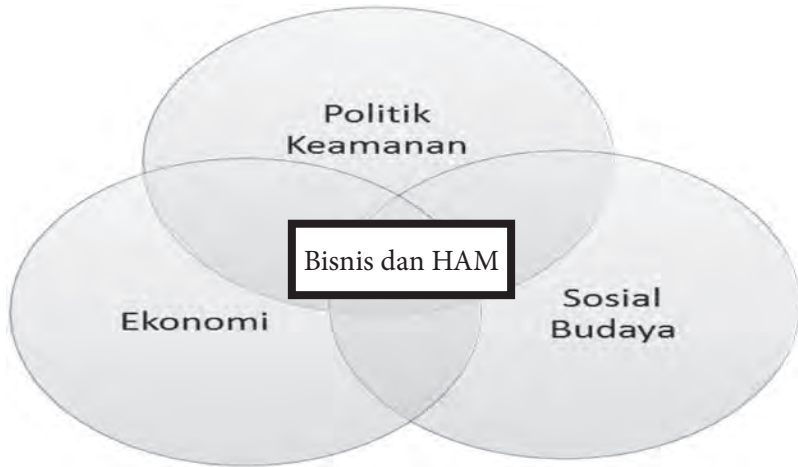 Politik
Keamanan
Bisnis dan HAM
Ekonomi
Sosial
Budaya